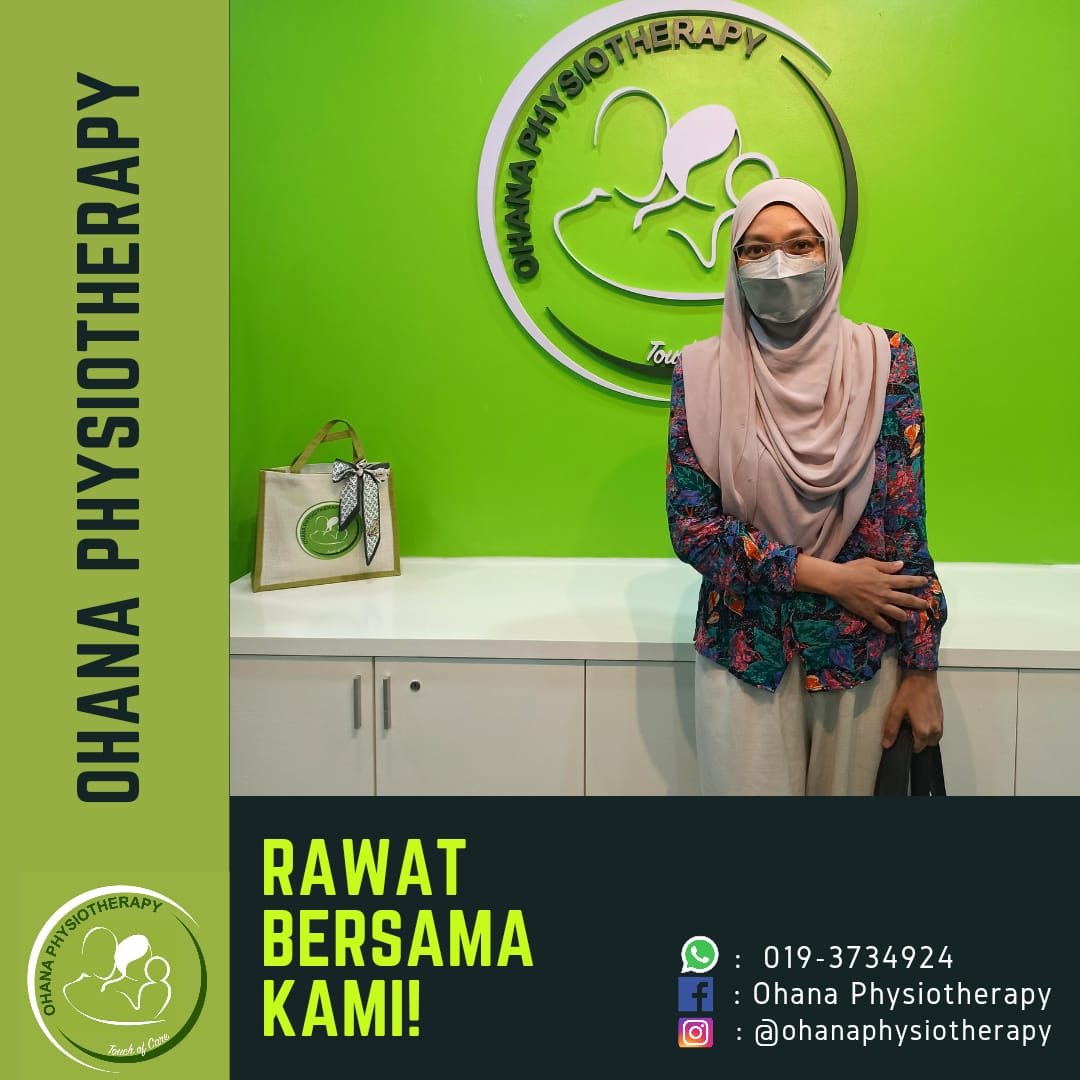 OHANA PHYSIOTHERAPY
OHANA PHYSIOTHERAPY
OHANA PHYSIOTHERAPY
Touch of Care
RAWAT
BERSAMA
KAMI!
: 019-3734924
: Ohana Physiotherapy
: @ohanaphysiotherapy